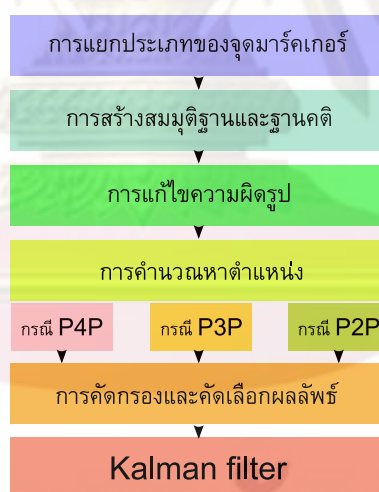 การแยกประเภทของจุดมาร์คเกอร์
การสร้างสมมุติฐานและฐานคติ
การแก้ไขความผิดรูป
การคำนวณหาตำแหน่ง
กรณี P4P
กรณี P3P
กรณี P2P
การคัดกรองและคัดเลือกผลลัพธ์
Kalman filter